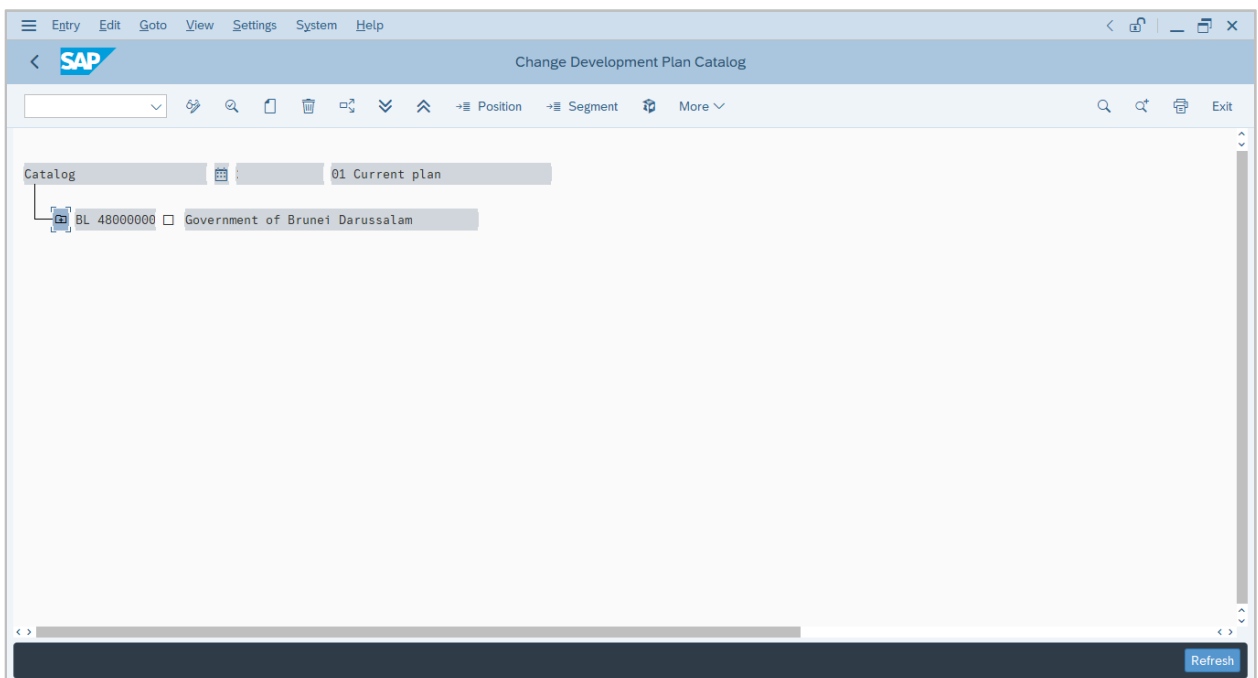 Entry Edit Goto View Settings System Help
SAP Change Development Plan Catalog
Position Segment More Exit
Catalog : 01 Current plan
BL 48000000 Government of Brunei Darussalam
Refresh